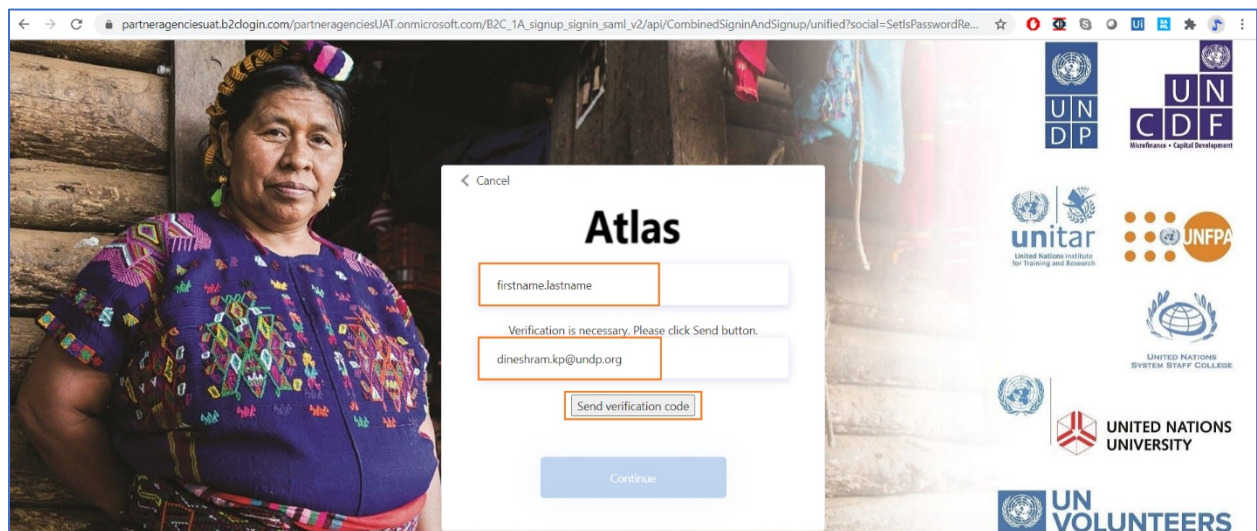 partneragenciesuat.b2clogin.com/partneragenciesUAT.onmicrosoft.com/B2C_1A_signup_signin_saml_v2/api/CombinedSigninAndSignup/unified?social=SetIsPasswordRe...
Cancel
Atlas
firstname.lastname
Verification is necessary. Please click Send button.
dineshram.kp@undp.org
Send verification code
Continue
U N
D P
U N
C D F
Microfinance • Capital Development
unitar
United Nations Institute
for Training and Research
UNFPA
UNITED NATIONS
SYSTEM STAFF COLLEGE
UNITED NATIONS
UNIVERSITY
UN
VOLUNTEERS